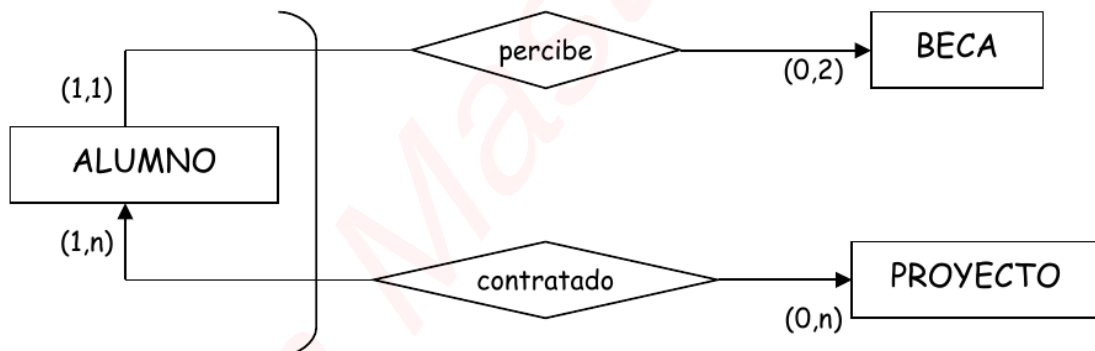 percibe
BECA
(0,2)
(1,1)
ALUMNO
(1,n)
contratado
PROYECTO
(0,n)